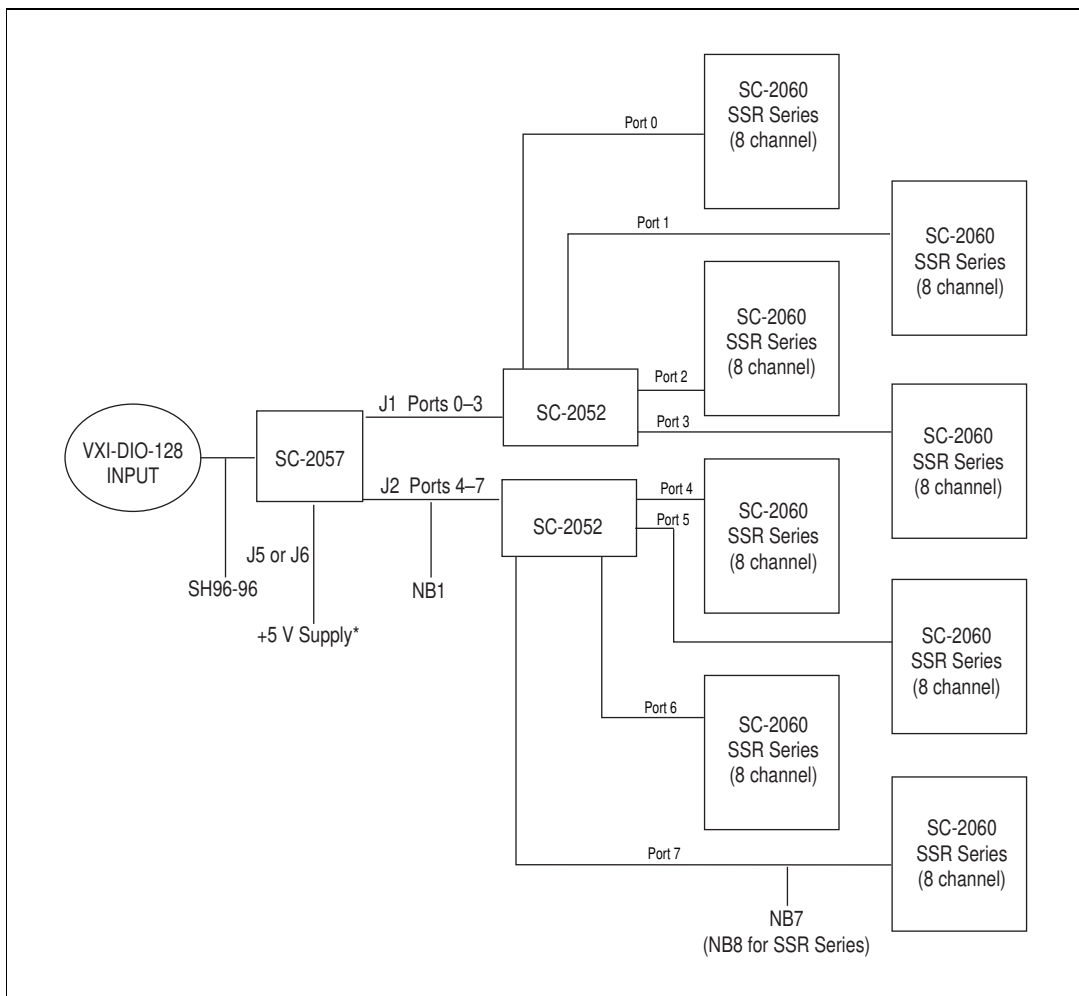 SC-2060
SSR Series
(8 channel)
Port 0
SC-2060
SSR Series
(8 channel)
Port 1
SC-2060
SSR Series
(8 channel)
Port 2
SC-2052
J1 Ports 0–3
Port 3
SC-2060
SSR Series
(8 channel)
VXI-DIO-128
INPUT
SC-2057
J2 Ports 4–7
SC-2052
Port 4
Port 5
SC-2060
SSR Series
(8 channel)
J5 or J6
SH96-96
NB1
+5 V Supply*
SC-2060
SSR Series
(8 channel)
Port 6
SC-2060
SSR Series
(8 channel)
Port 7
SC-2060
SSR Series
(8 channel)
NB7
(NB8 for SSR Series)